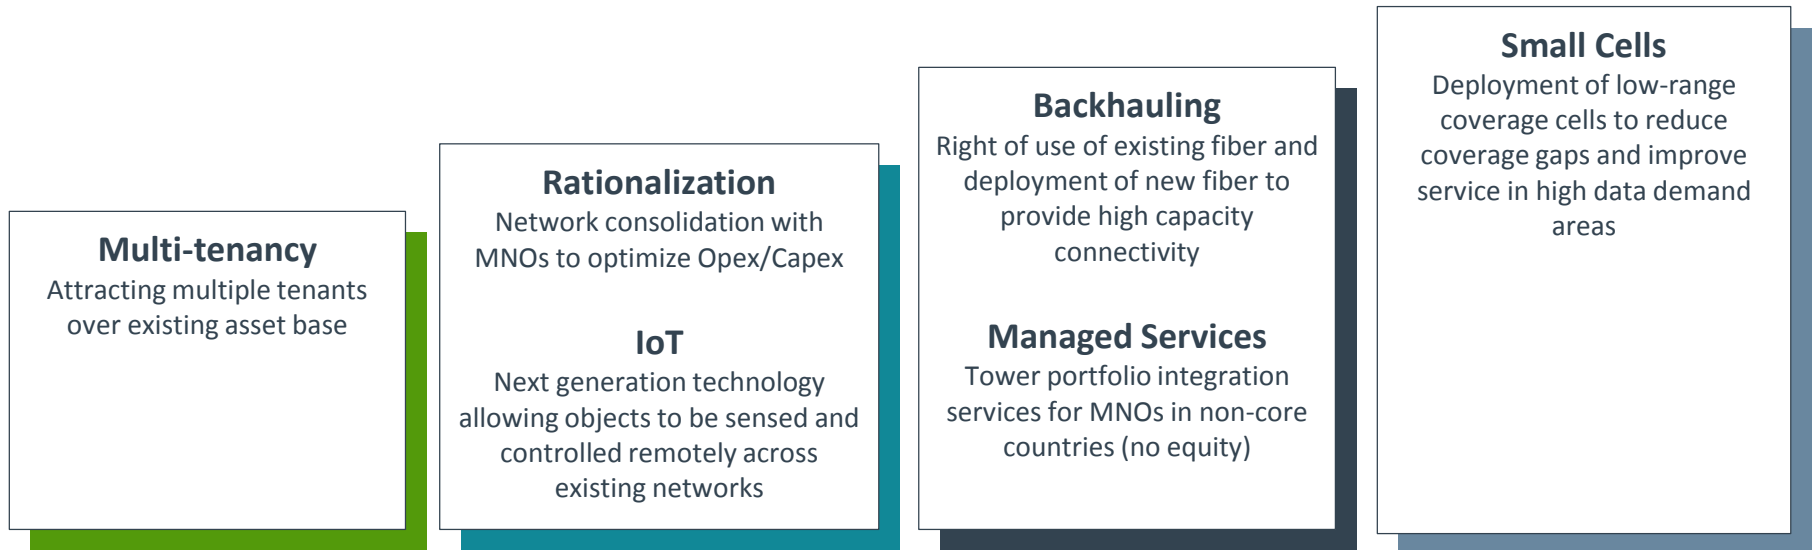 Multi-tenancy
Attracting multiple tenants
over existing asset base
Rationalization
Network consolidation with
MNOs to optimize Opex/Capex
IoT
Next generation technology
allowing objects to be sensed and
controlled remotely across
existing networks
Backhauling
Right of use of existing fiber and
deployment of new fiber to
provide high capacity
connectivity
Managed Services
Tower portfolio integration
services for MNOs in non-core
countries (no equity)
Small Cells
Deployment of low-range
coverage cells to reduce
coverage gaps and improve
service in high data demand
areas